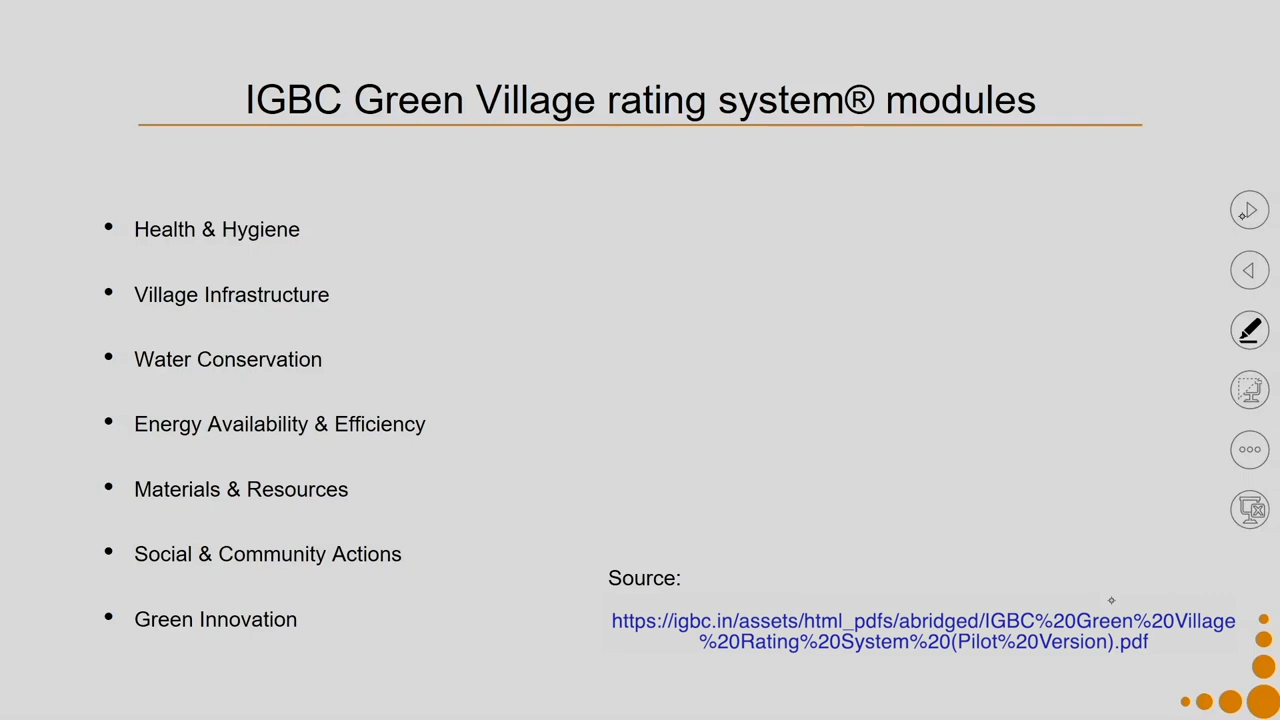 IGBC Green Village rating system® modules
• Health & Hygiene
• Village Infrastructure
• Water Conservation
• Energy Availability & Efficiency
• Materials & Resources
• Social & Community Actions
• Green Innovation
Source:
https://igbc.in/assets/html_pdfs/abridged/IGBC%20Green%20Village
%20Rating%20System%20(Pilot%20Version).pdf